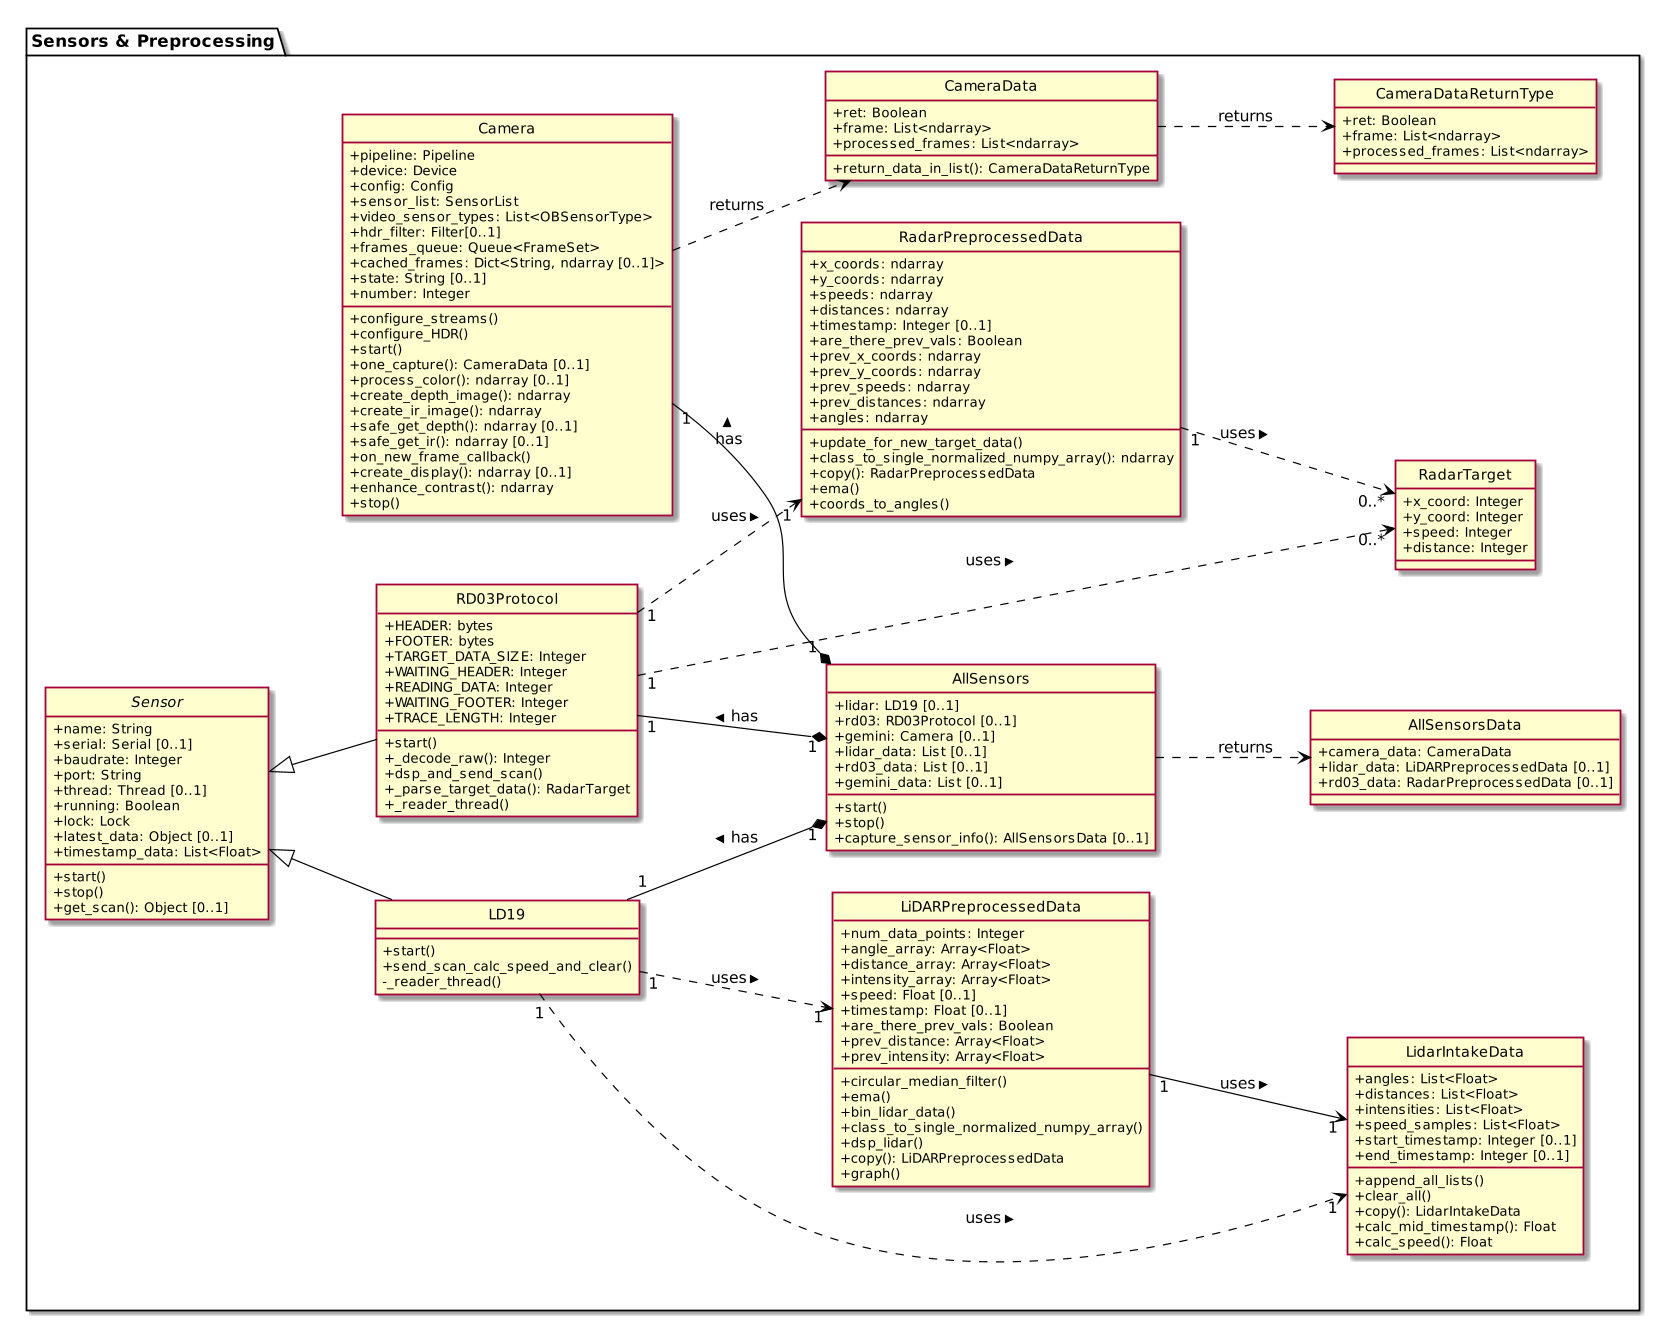 Sensors & Preprocessing
Camera
+pipeline: Pipeline
+device: Device
+config: Config
+sensor_list: SensorList
+video_sensor_types: List<OBSensorType>
+hdr_filter: Filter[0..1]
+frames_queue: Queue<FrameSet>
+cached_frames: Dict<String, ndarray [0..1]>
+state: String [0..1]
+number: Integer
+configure_streams()
+configure_HDR()
+start()
+one_capture(): CameraData [0..1]
+process_color(): ndarray [0..1]
+create_depth_image(): ndarray
+create_ir_image(): ndarray
+safe_get_depth(): ndarray [0..1]
+safe_get_ir(): ndarray [0..1]
+on_new_frame_callback()
+create_display(): ndarray [0..1]
+enhance_contrast(): ndarray
+stop()
returns
CameraData
+ret: Boolean
+frame: List<ndarray>
+processed_frames: List<ndarray>
+return_data_in_list(): CameraDataReturnType
returns
CameraDataReturnType
+ret: Boolean
+frame: List<ndarray>
+processed_frames: List<ndarray>
1
▲
has
1
RadarPreprocessedData
+x_coords: ndarray
+y_coords: ndarray
+speeds: ndarray
+distances: ndarray
+timestamp: Integer [0..1]
+are_there_prev_vals: Boolean
+prev_x_coords: ndarray
+prev_y_coords: ndarray
+prev_speeds: ndarray
+prev_distances: ndarray
+angles: ndarray
+update_for_new_target_data()
+class_to_single_normalized_numpy_array(): ndarray
+copy(): RadarPreprocessedData
+ema()
+coords_to_angles()
1
uses ▶
0..*
RadarTarget
+x_coord: Integer
+y_coord: Integer
+speed: Integer
+distance: Integer
RD03Protocol
+HEADER: bytes
+FOOTER: bytes
+TARGET_DATA_SIZE: Integer
+WAITING_HEADER: Integer
+READING_DATA: Integer
+WAITING_FOOTER: Integer
+TRACE_LENGTH: Integer
+start()
+_decode_raw(): Integer
+dsp_and_send_scan()
+_parse_target_data(): RadarTarget
+_reader_thread()
1
uses ▶
1
1
uses ▶
0..*
1
◀ has
1
Sensor
+name: String
+serial: Serial [0..1]
+baudrate: Integer
+port: String
+thread: Thread [0..1]
+running: Boolean
+lock: Lock
+latest_data: Object [0..1]
+timestamp_data: List<Float>
+start()
+stop()
+get_scan(): Object [0..1]
AllSensors
+lidar: LD19 [0..1]
+rd03: RD03Protocol [0..1]
+gemini: Camera [0..1]
+lidar_data: List [0..1]
+rd03_data: List [0..1]
+gemini_data: List [0..1]
+start()
+stop()
+capture_sensor_info(): AllSensorsData [0..1]
returns
AllSensorsData
+camera_data: CameraData
+lidar_data: LiDARPreprocessedData [0..1]
+rd03_data: RadarPreprocessedData [0..1]
1
◀ has
1
LD19
+start()
+send_scan_calc_speed_and_clear()
-_reader_thread()
1
uses ▶
1
1
uses ▶
1
LiDARPreprocessedData
+num_data_points: Integer
+angle_array: Array<Float>
+distance_array: Array<Float>
+intensity_array: Array<Float>
+speed: Float [0..1]
+timestamp: Float [0..1]
+are_there_prev_vals: Boolean
+prev_distance: Array<Float>
+prev_intensity: Array<Float>
+circular_median_filter()
+ema()
+bin_lidar_data()
+class_to_single_normalized_numpy_array()
+dsp_lidar()
+copy(): LiDARPreprocessedData
+graph()
1
uses ▶
1
LidarIntakeData
+angles: List<Float>
+distances: List<Float>
+intensities: List<Float>
+speed_samples: List<Float>
+start_timestamp: Integer [0..1]
+end_timestamp: Integer [0..1]
+append_all_lists()
+clear_all()
+copy(): LidarIntakeData
+calc_mid_timestamp(): Float
+calc_speed(): Float